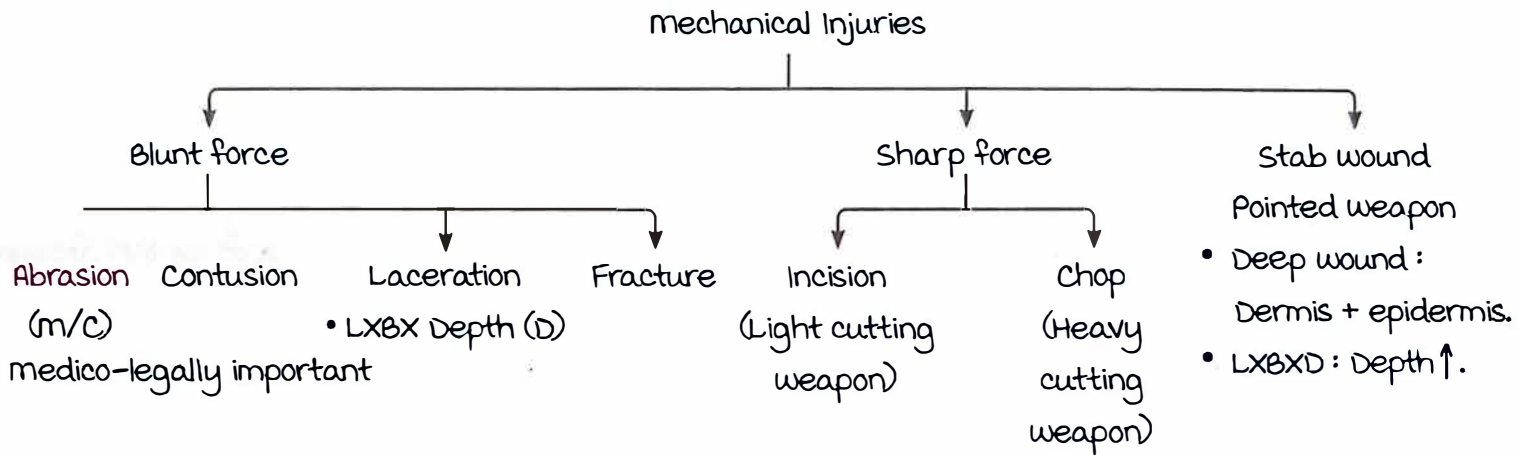 mechanical Injuries
Blunt force
Sharp force
Stab wound
Pointed weapon
• Deep wound :
Dermis + epidermis.
• LXBXD : Depth↑.
Abrasion
(m/c)
medico-legally important
Contusion
Laceration
• LXBX Depth (D)
Fracture
Incision
(Light cutting
weapon)
Chop
(Heavy
cutting
weapon)